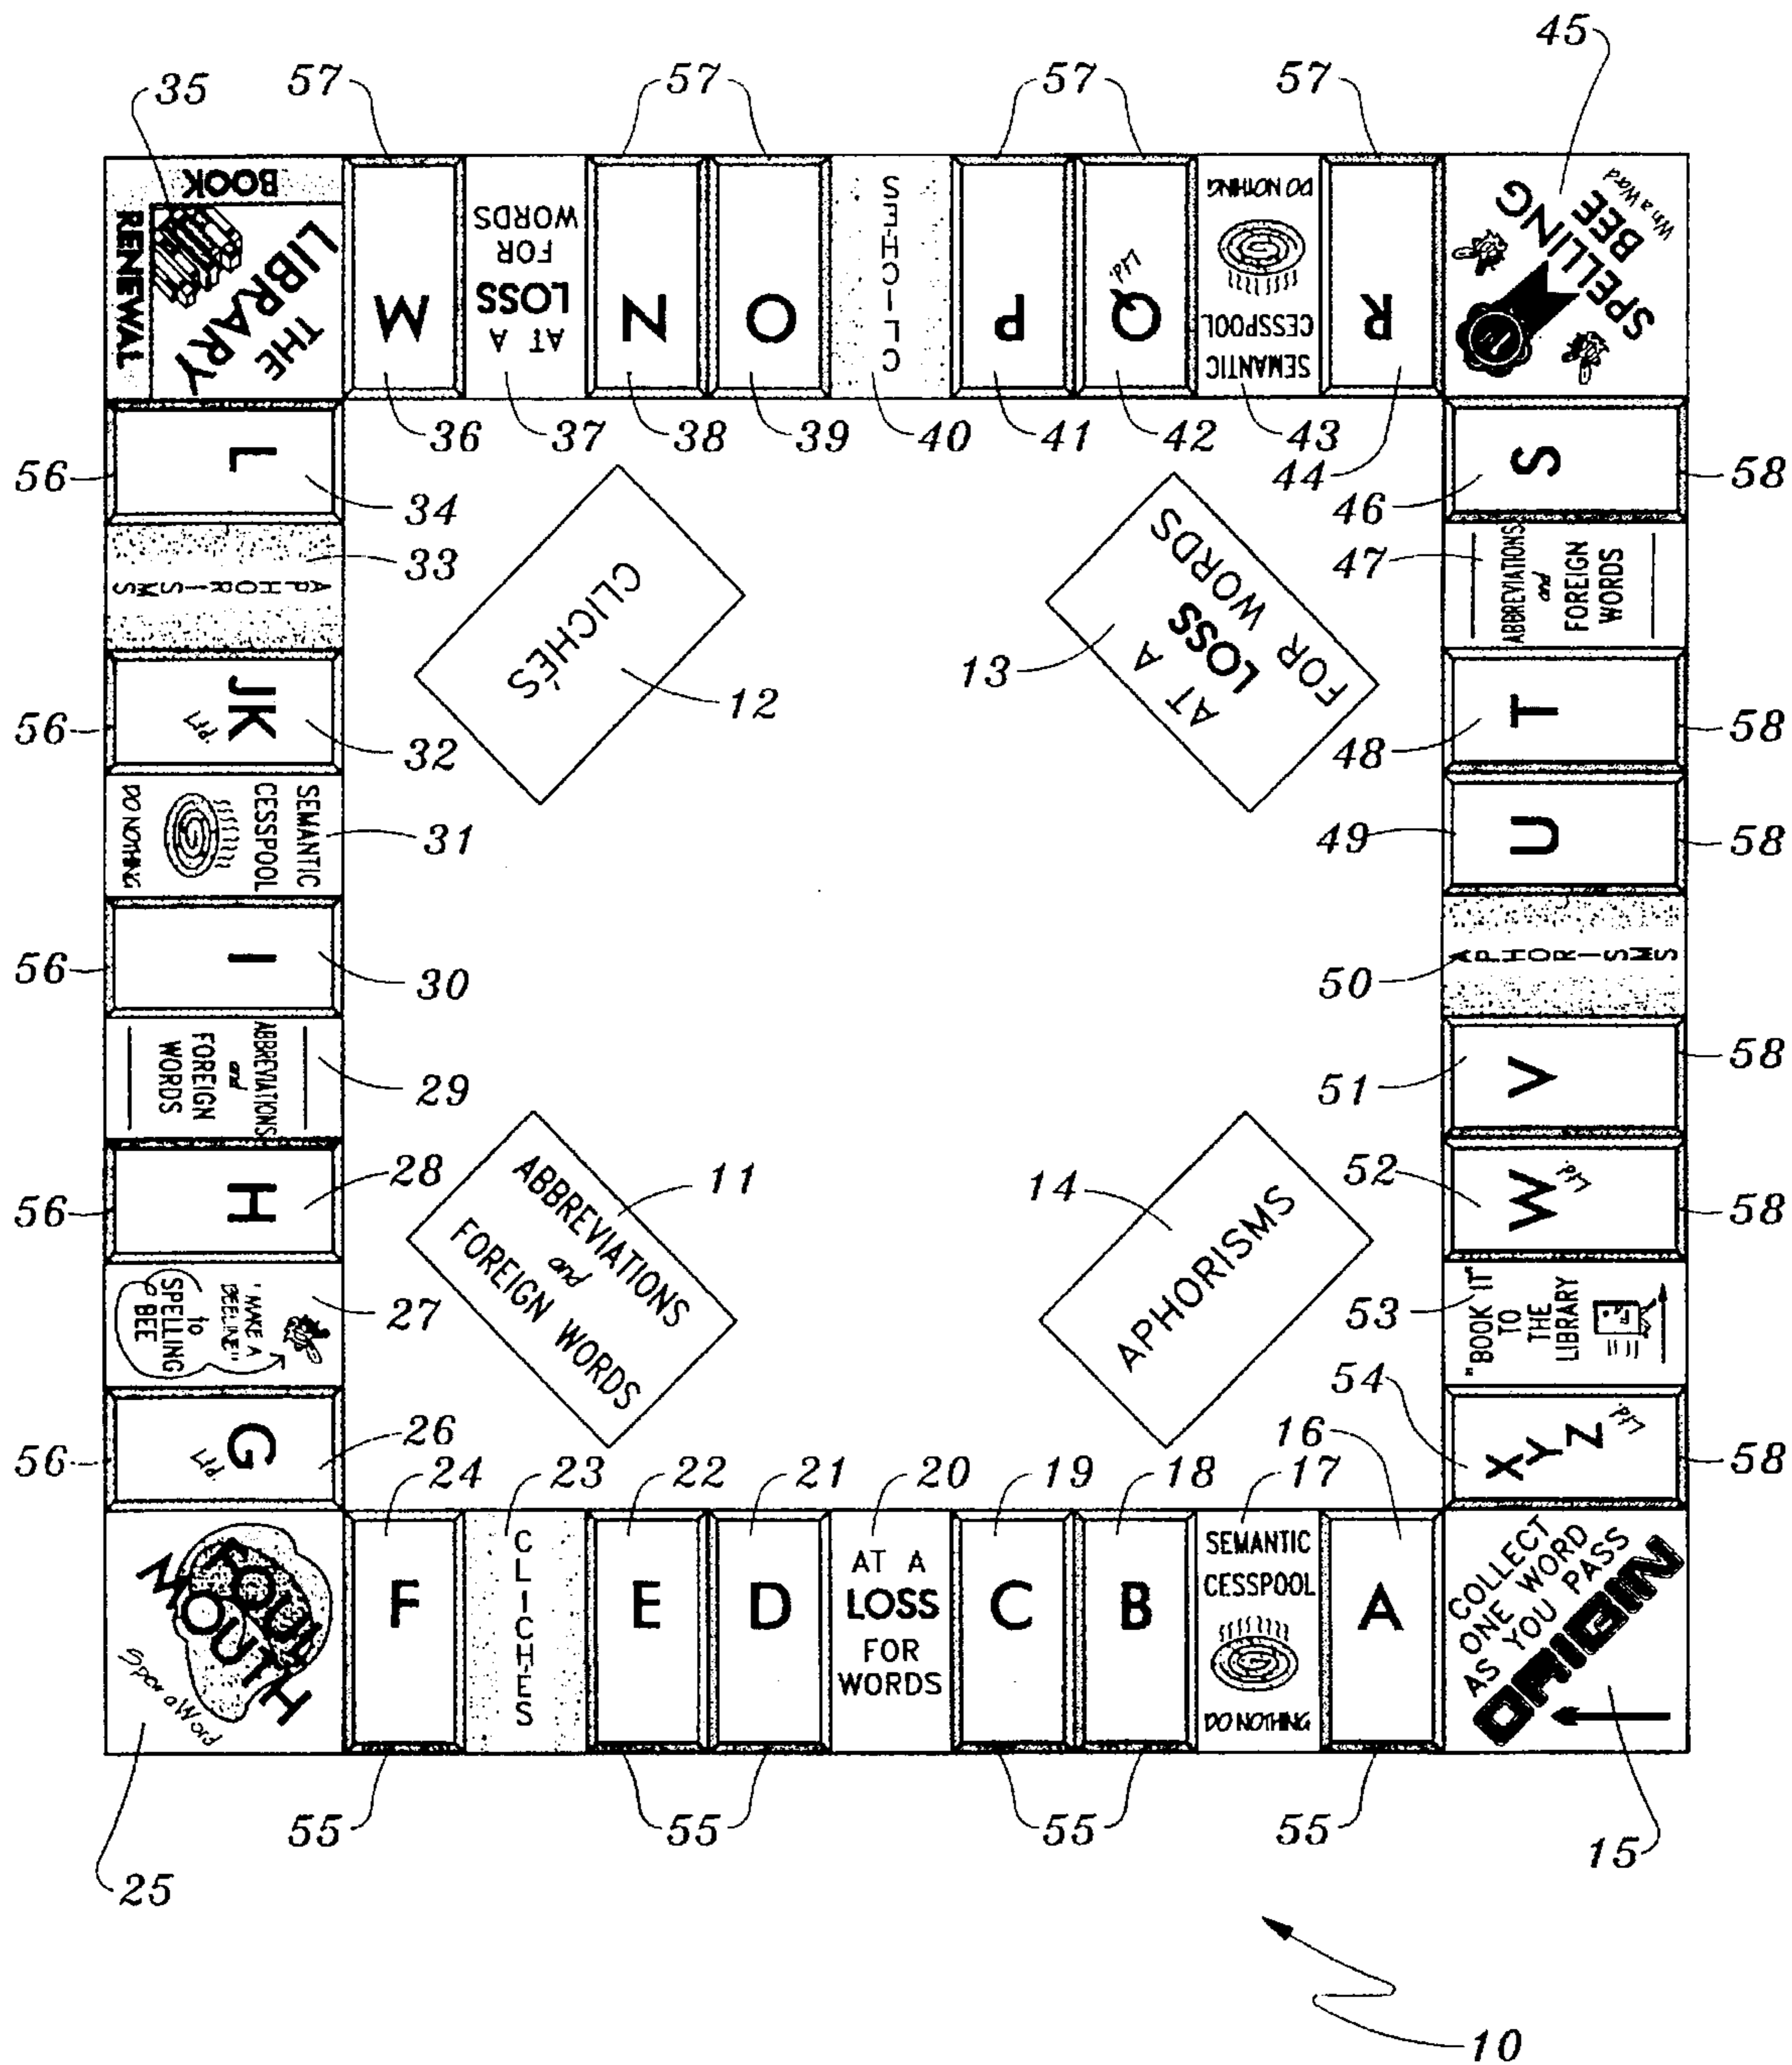 45
35
57
57
57
57
BOOK
RENEWAL
THE
LIBRARY
M
AT A
LOSS
FOR
WORDS
N
O
CLICHES
P
Q
Ltd.
SEMANTIC
CESSPOOL
DO NOTHING
R
SPELLING
BEE
Win a Word
36
37
38
39
40
41
42
43
44
56
L
34
S
46
58
33
APHORISMS
ABBREVIATIONS
and
FOREIGN
WORDS
47
CLICHÉS
12
AT A
LOSS
FOR WORDS
13
56
JK
Ltd.
32
T
48
58
SEMANTIC
CESSPOOL
DO NOTHING
31
U
49
58
56
I
30
APHORISMS
50
ABBREVIATIONS
and
FOREIGN
WORDS
29
V
51
58
56
H
28
ABBREVIATIONS
and
FOREIGN WORDS
11
APHORISMS
14
W
Ltd.
52
58
"MAKE A
BEELINE"
to
SPELLING
BEE
27
"BOOK IT"
TO
THE
LIBRARY
53
56
G
Ltd.
26
XYZ
Ltd.
54
58
24
23
22
21
20
19
18
17
16
FOUL
MOUTH
Spew a Word
F
CLICHES
E
D
AT A
LOSS
FOR
WORDS
C
B
SEMANTIC
CESSPOOL
DO NOTHING
A
COLLECT
ONE WORD
AS YOU PASS
ORIGIN
25
55
55
55
55
15
10